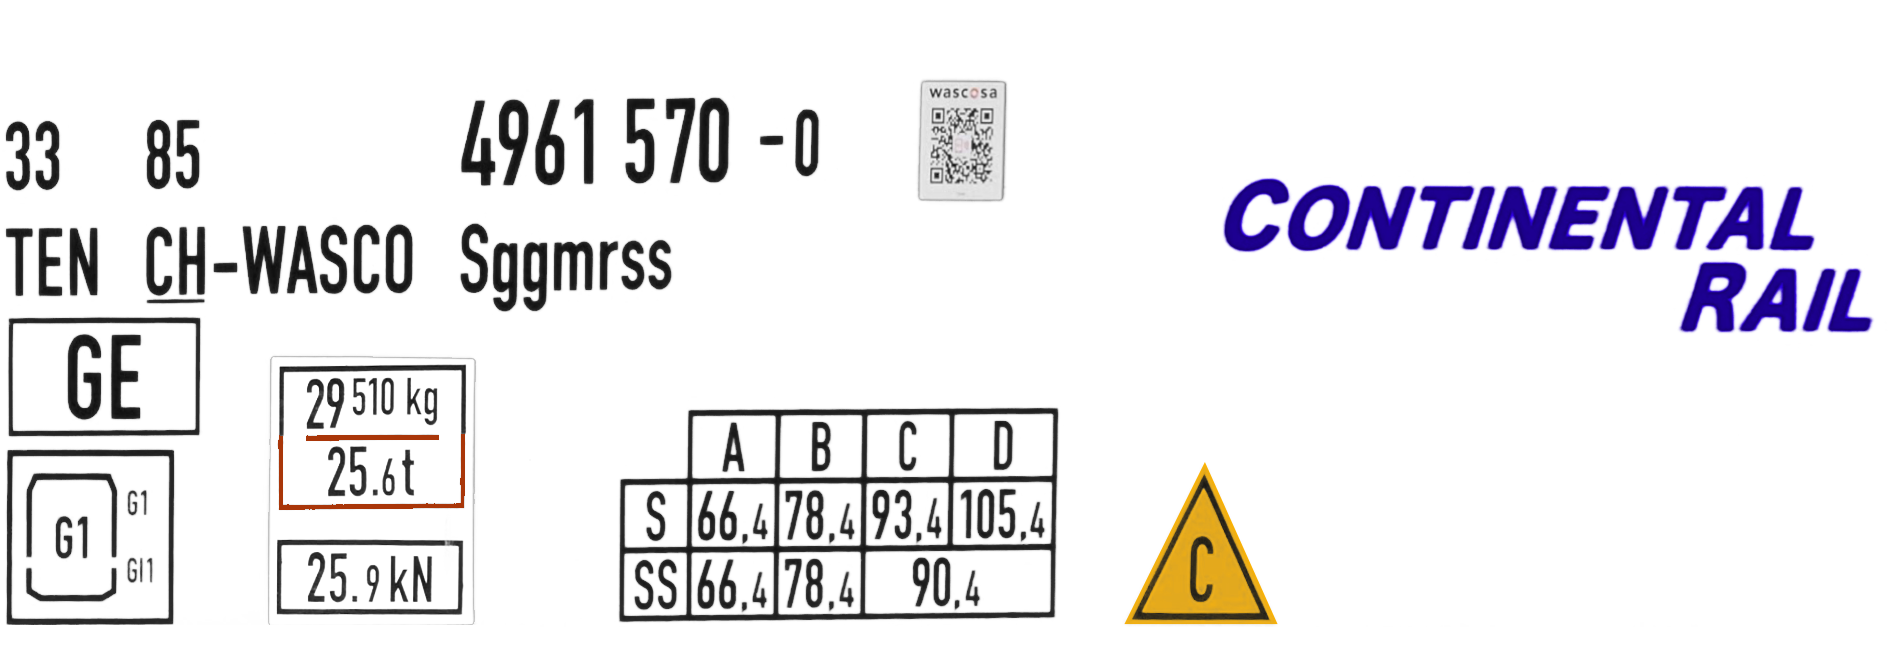 33 85 4961 570 -0
wascosa
TEN CH-WASCO Sggmrss
CONTINENTAL
RAIL
GE
29 510 kg
25.6 t
25.9 kN
G1
G1
GI1
A B C D
S 66,4 78,4 93,4 105,4
SS 66,4 78,4 90,4
C